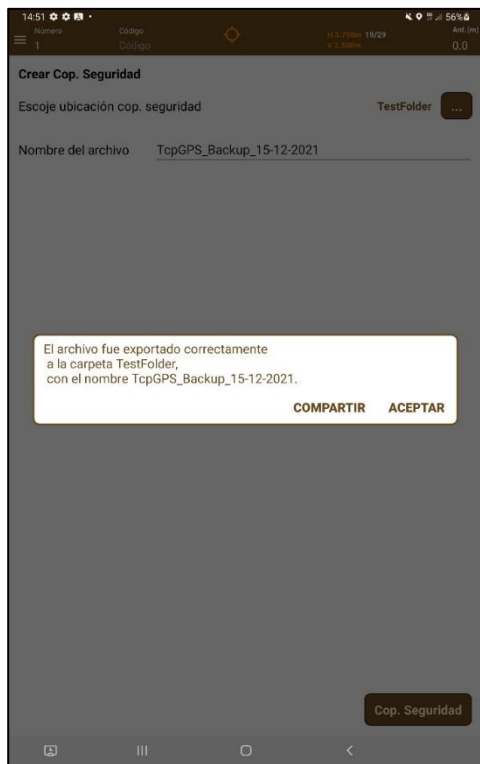 14:51 56%
Número
1
Código
Código
H 3.798m 19/29
Ant.(m)
0.0
Crear Cop. Seguridad
Escoje ubicación cop. seguridad TestFolder ...
Nombre del archivo TcpGPS_Backup_15-12-2021
El archivo fue exportado correctamente
a la carpeta TestFolder,
con el nombre TcpGPS_Backup_15-12-2021.
COMPARTIR ACEPTAR
Cop. Seguridad